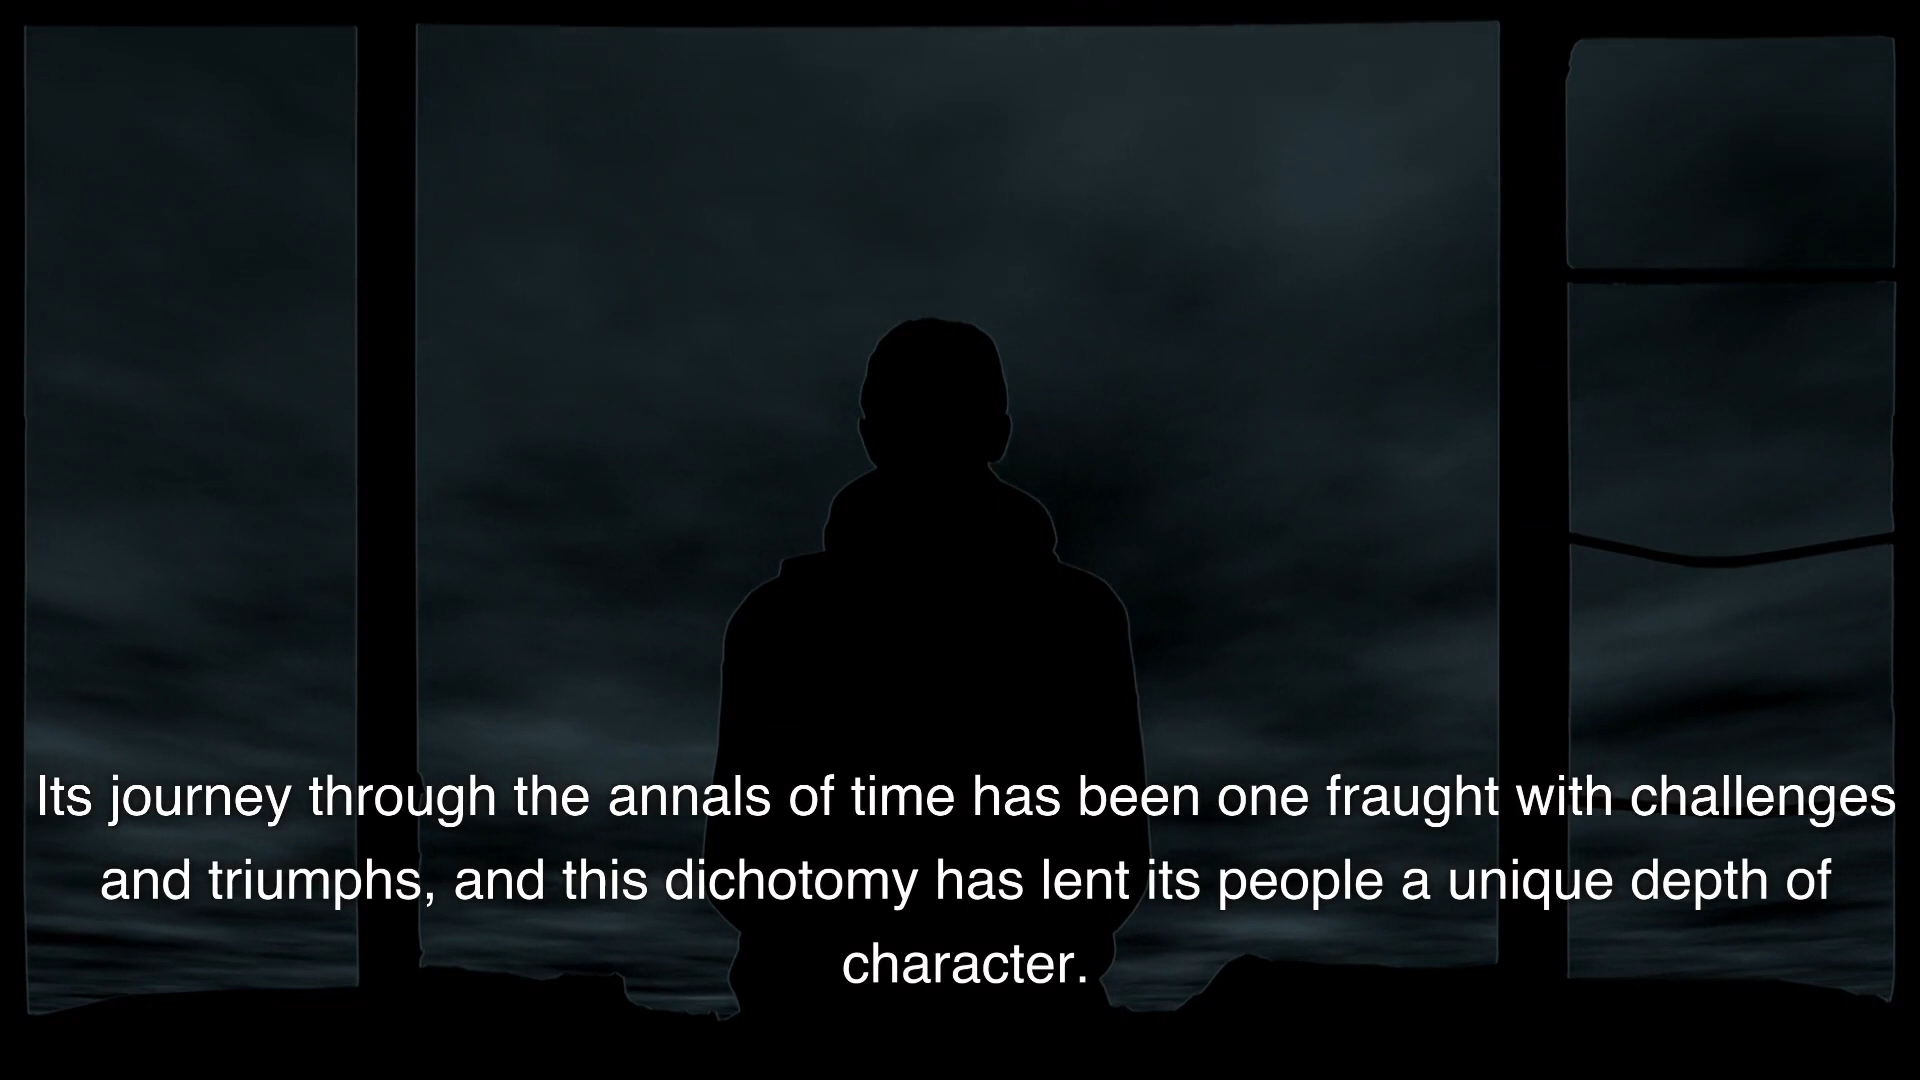 Its journey through the annals of time has been one fraught with challenges
and triumphs, and this dichotomy has lent its people a unique depth of
character.